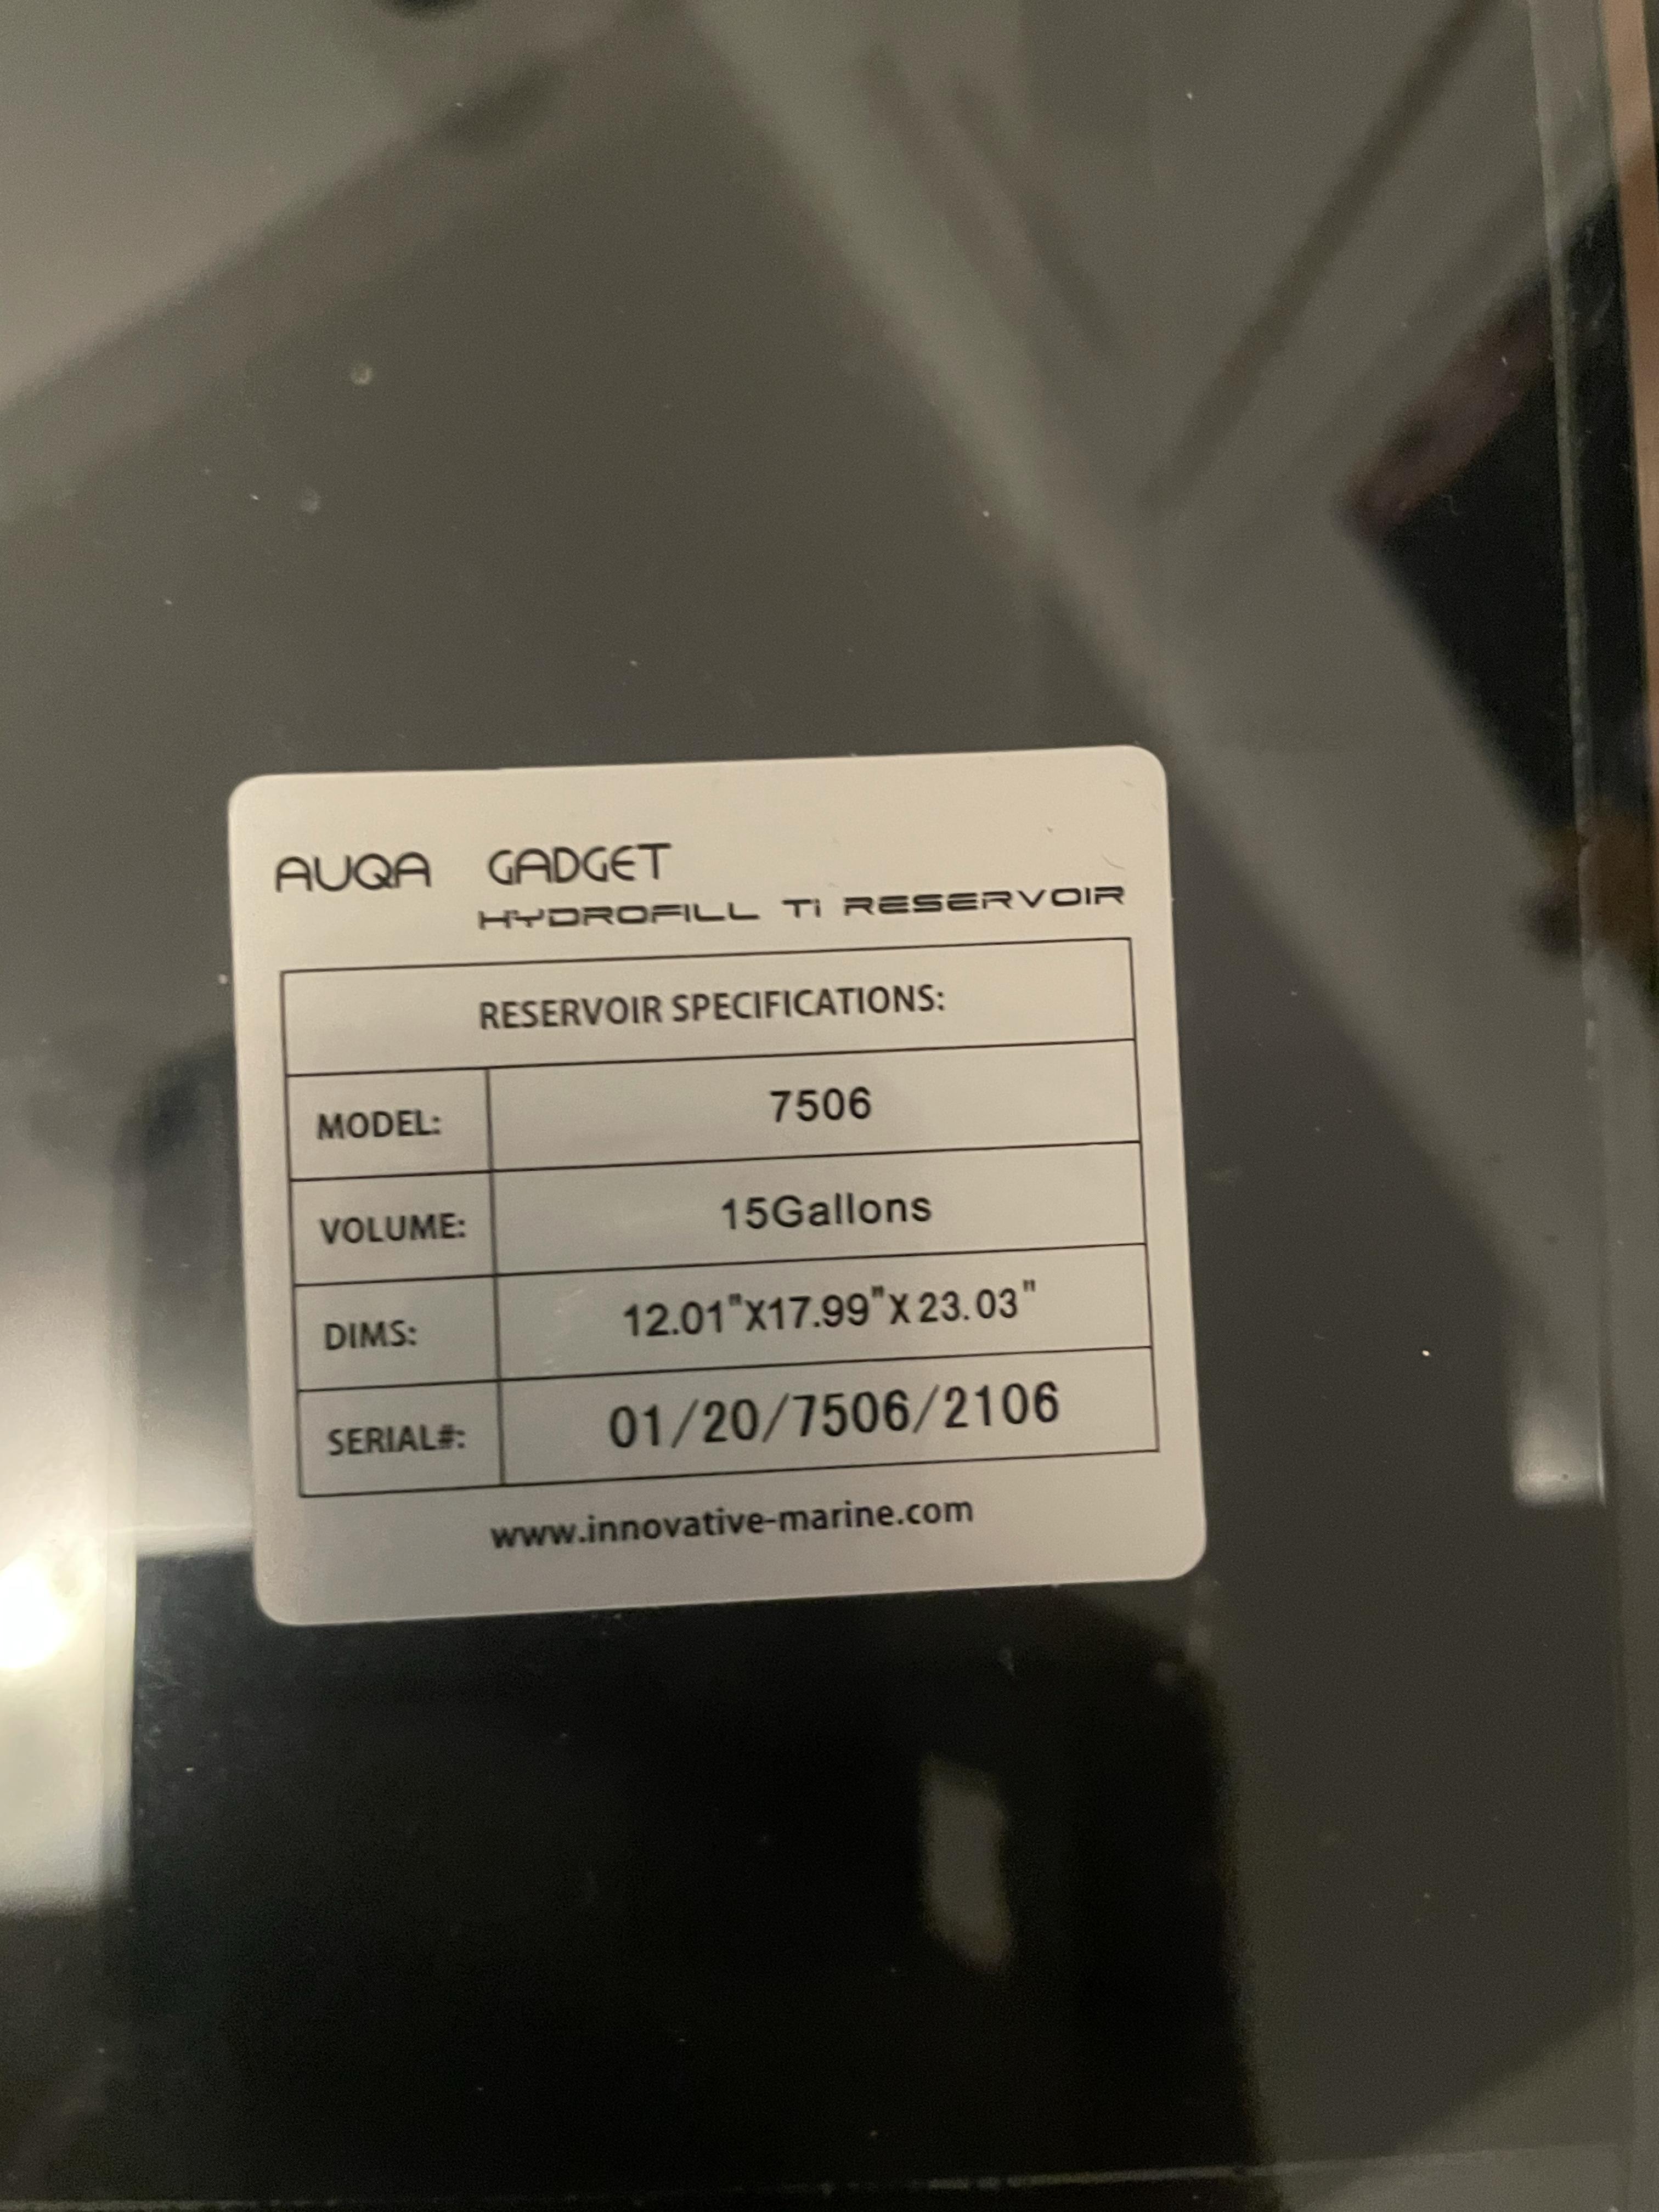 AUQA GADGET
HYDROFILL Ti RESERVOIR
RESERVOIR SPECIFICATIONS:
MODEL: 7506
VOLUME: 15Gallons
DIMS: 12.01"X17.99"X23.03"
SERIAL#: 01/20/7506/2106
www.innovative-marine.com